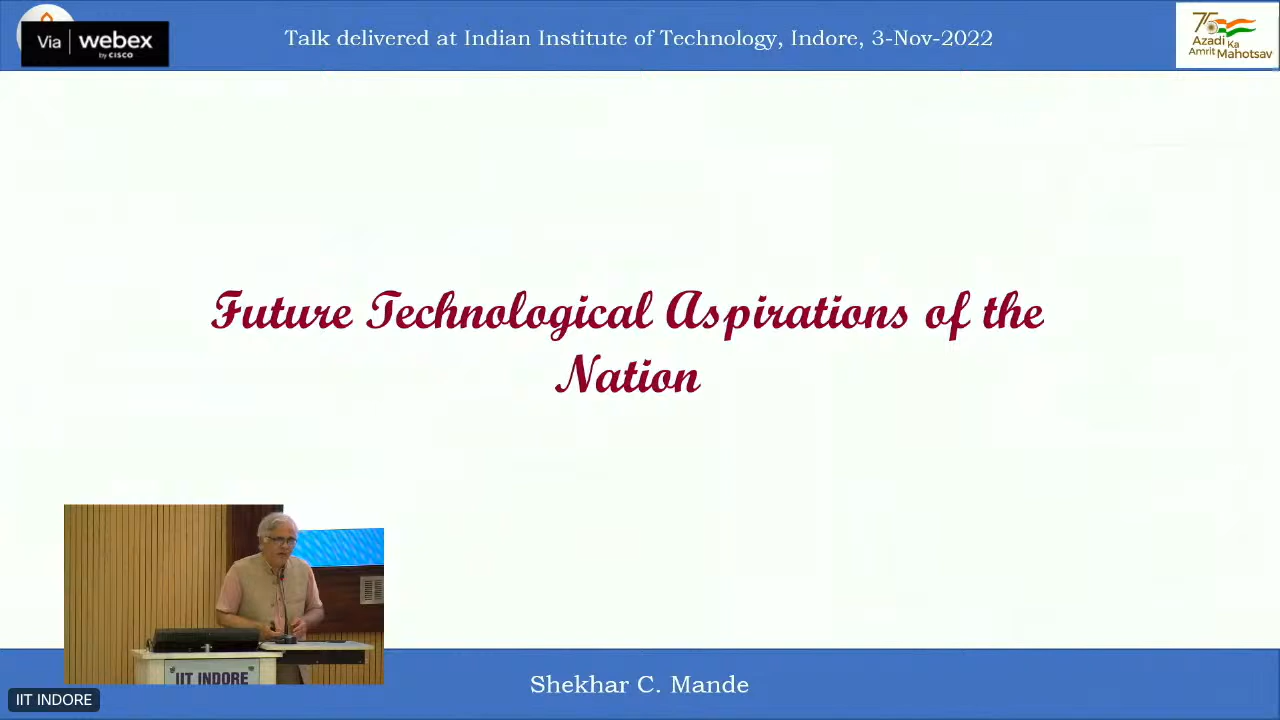 Via webex
by CISCO
Talk delivered at Indian Institute of Technology, Indore, 3-Nov-2022
75
Azadi Ka
Amrit Mahotsav
Future Technological Aspirations of the
Nation
IIT INDORE
Shekhar C. Mande
IIT INDORE